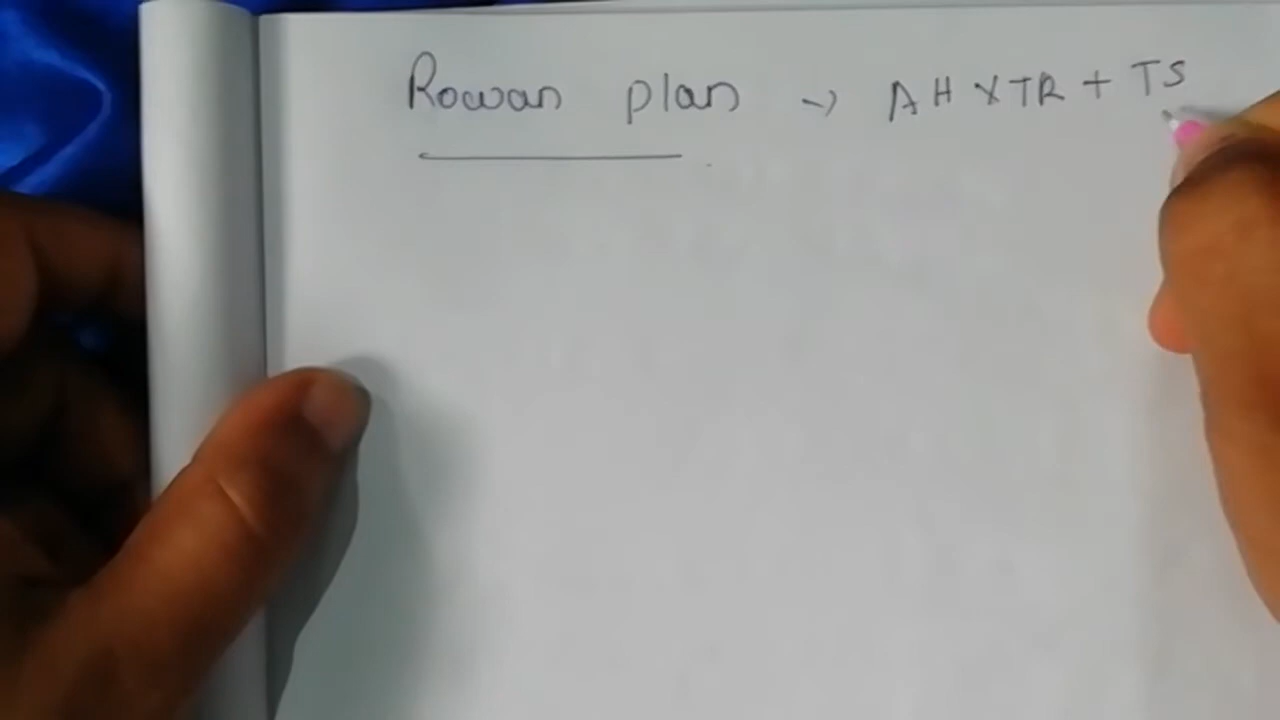 Rowan plan → AH X TR + TS